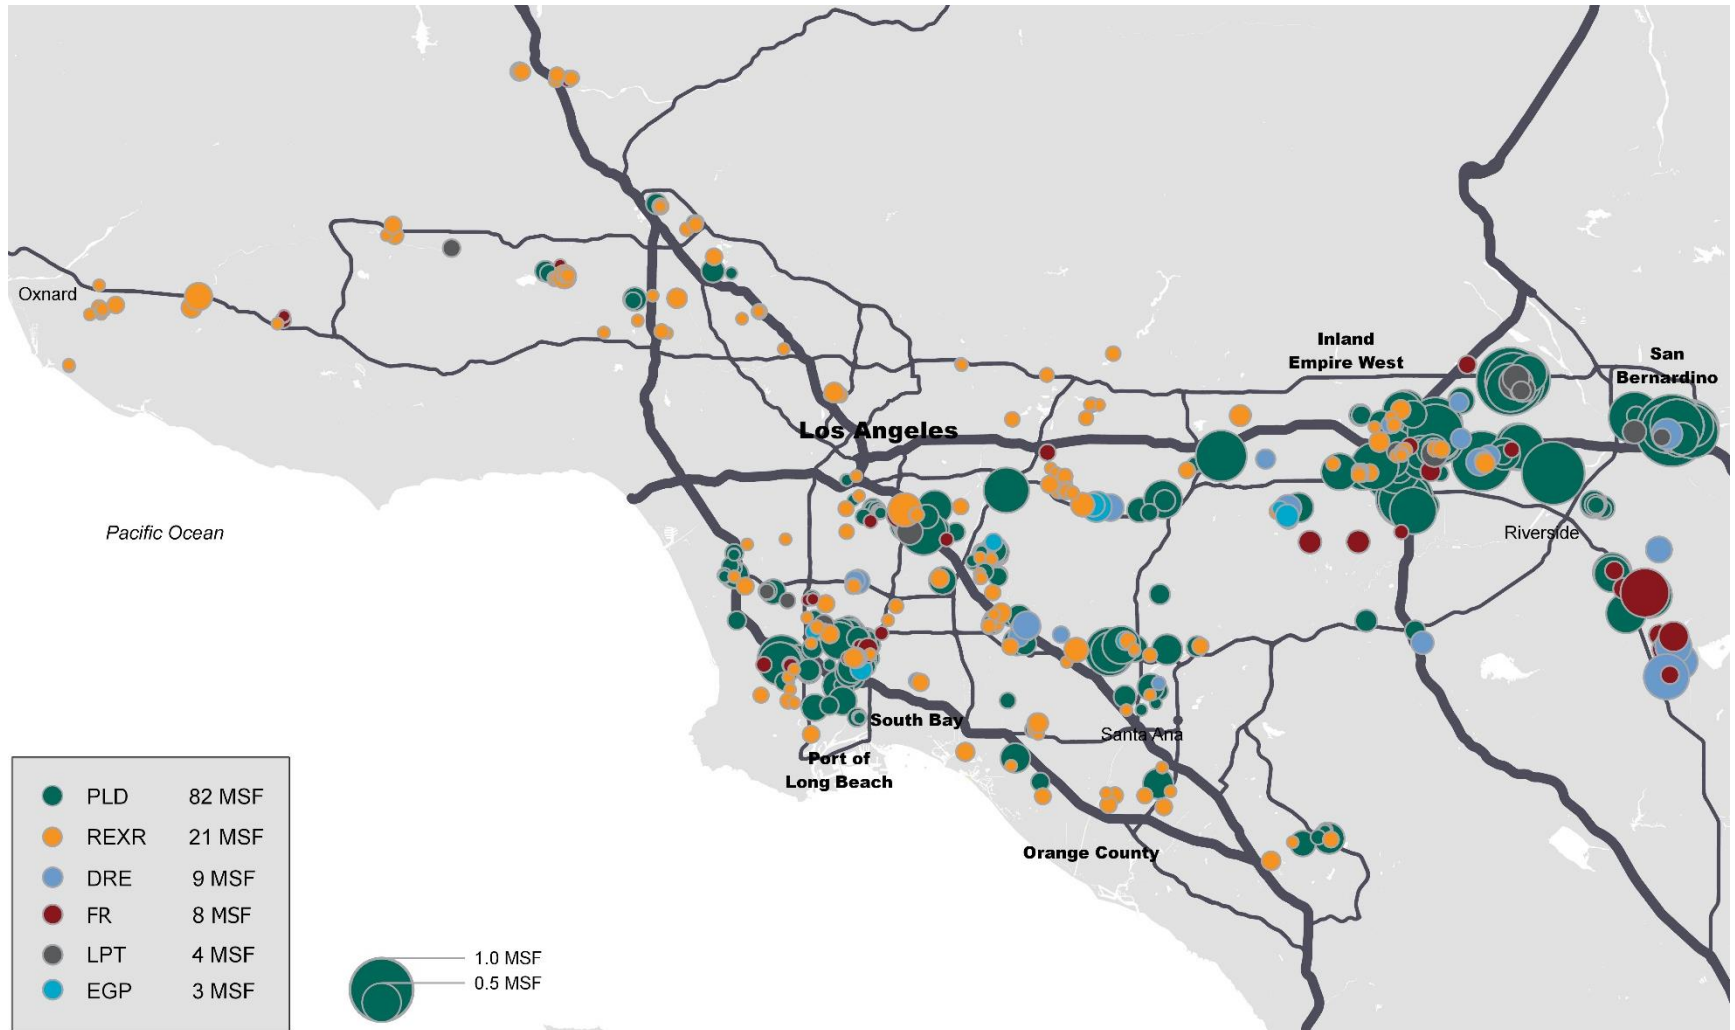 Oxnard
Inland
Empire West
San
Bernardino
Los Angeles
Pacific Ocean
Riverside
South Bay
Santa Ana
Port of
Long Beach
Orange County
PLD 82 MSF
REXR 21 MSF
DRE 9 MSF
FR 8 MSF
LPT 4 MSF
EGP 3 MSF
1.0 MSF
0.5 MSF